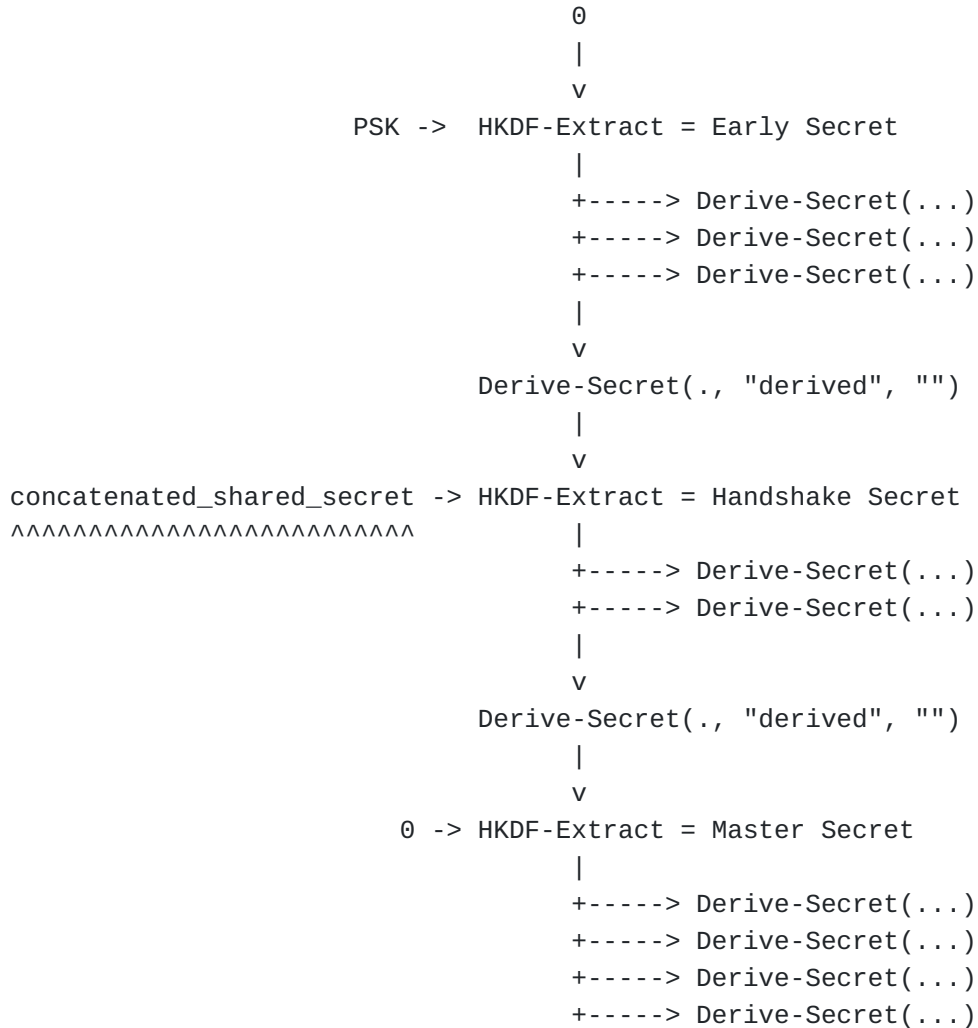 0
                                    |
                                    v
                      PSK ->  HKDF-Extract = Early Secret
                                    |
                                    +-----> Derive-Secret(...)
                                    +-----> Derive-Secret(...)
                                    +-----> Derive-Secret(...)
                                    |
                                    v
                              Derive-Secret(., "derived", "")
                                    |
                                    v
concatenated_shared_secret -> HKDF-Extract = Handshake Secret
^^^^^^^^^^^^^^^^^^^^^^^^^^          |
                                    +-----> Derive-Secret(...)
                                    +-----> Derive-Secret(...)
                                    |
                                    v
                              Derive-Secret(., "derived", "")
                                    |
                                    v
                         0 -> HKDF-Extract = Master Secret
                                    |
                                    +-----> Derive-Secret(...)
                                    +-----> Derive-Secret(...)
                                    +-----> Derive-Secret(...)
                                    +-----> Derive-Secret(...)